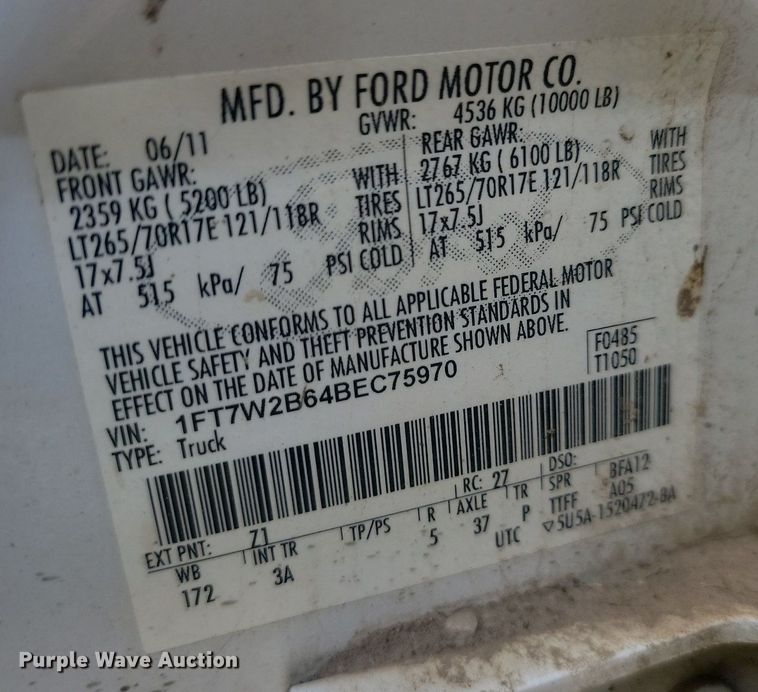 MFD. BY FORD MOTOR CO.
DATE: 06/11 GVWR: 4536 KG (10000 LB)
FRONT GAWR: REAR GAWR:
2359 KG ( 5200 LB) WITH 2767 KG ( 6100 LB) WITH
LT265/70R17E 121/118R TIRES LT265/70R17E 121/118R TIRES
17x7.5J RIMS 17x7.5J RIMS
AT 515 kPa/ 75 PSI COLD AT 515 kPa/ 75 PSI COLD
THIS VEHICLE CONFORMS TO ALL APPLICABLE FEDERAL MOTOR
VEHICLE SAFETY AND THEFT PREVENTION STANDARDS IN
EFFECT ON THE DATE OF MANUFACTURE SHOWN ABOVE.
VIN: 1FT7W2B64BEC75970 F0485
TYPE: Truck T1050
EXT PNT: Z1 RC: 27 DSO:
WB INT TR TP/PS R AXLE TR SPR BFA12
172 3A 5 37 P TTFF A05
UTC ▽5U5A-1520472-BA
Purple Wave Auction